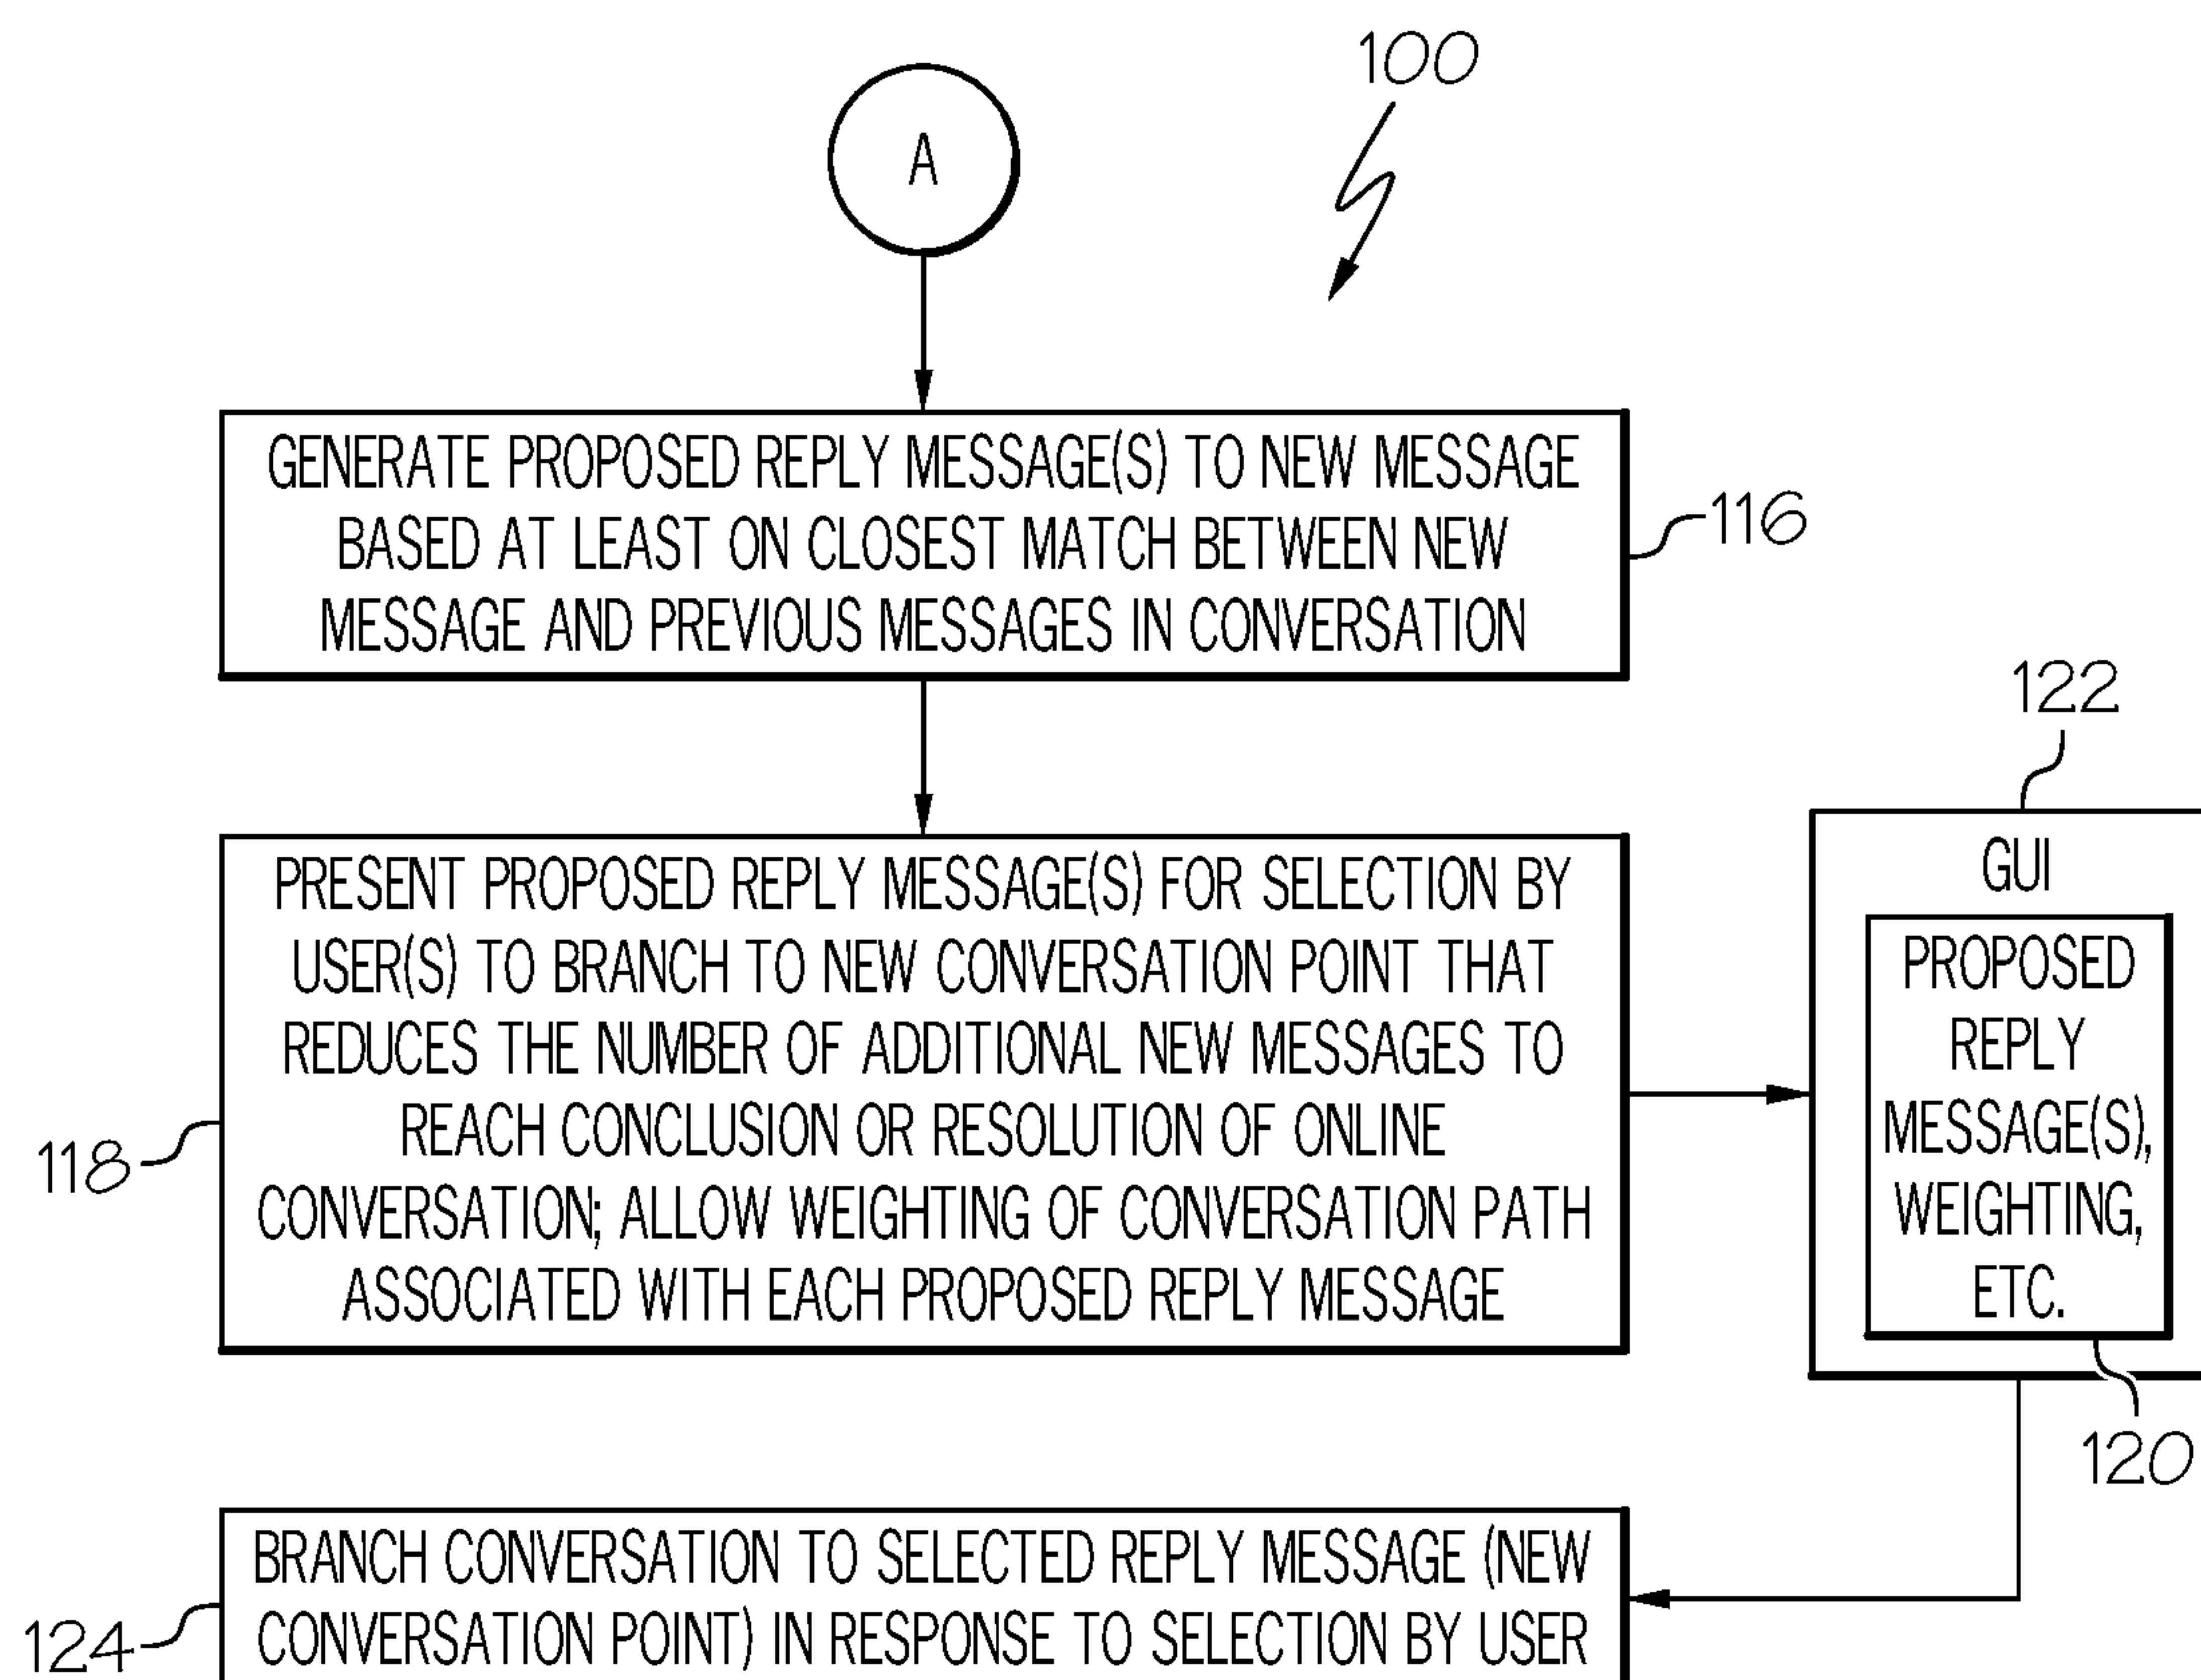 100
A
GENERATE PROPOSED REPLY MESSAGE(S) TO NEW MESSAGE
BASED AT LEAST ON CLOSEST MATCH BETWEEN NEW
MESSAGE AND PREVIOUS MESSAGES IN CONVERSATION
116
PRESENT PROPOSED REPLY MESSAGE(S) FOR SELECTION BY
USER(S) TO BRANCH TO NEW CONVERSATION POINT THAT
REDUCES THE NUMBER OF ADDITIONAL NEW MESSAGES TO
REACH CONCLUSION OR RESOLUTION OF ONLINE
CONVERSATION; ALLOW WEIGHTING OF CONVERSATION PATH
ASSOCIATED WITH EACH PROPOSED REPLY MESSAGE
118
122
GUI
PROPOSED
REPLY
MESSAGE(S),
WEIGHTING,
ETC.
120
BRANCH CONVERSATION TO SELECTED REPLY MESSAGE (NEW
CONVERSATION POINT) IN RESPONSE TO SELECTION BY USER
124